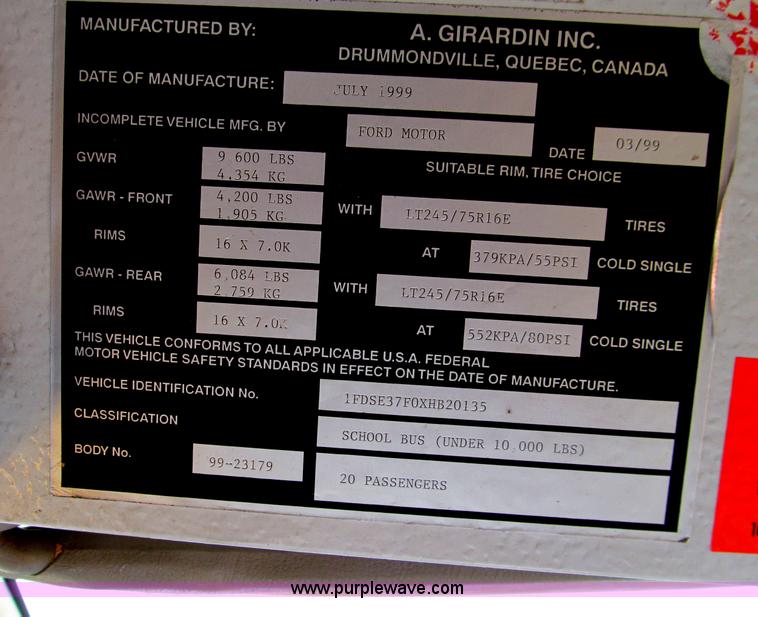 MANUFACTURED BY: A. GIRARDIN INC.
DRUMMONDVILLE, QUEBEC, CANADA
DATE OF MANUFACTURE: JULY 1999
INCOMPLETE VEHICLE MFG. BY FORD MOTOR DATE 03/99
GVWR 9,600 LBS
4,354 KG
SUITABLE RIM, TIRE CHOICE
GAWR - FRONT 4,200 LBS
1,905 KG
WITH LT245/75R16E TIRES
RIMS 16 X 7.0K AT 379KPA/55PSI COLD SINGLE
GAWR - REAR 6,084 LBS
2,759 KG
WITH LT245/75R16E TIRES
RIMS 16 X 7.0K AT 552KPA/80PSI COLD SINGLE
THIS VEHICLE CONFORMS TO ALL APPLICABLE U.S.A. FEDERAL
MOTOR VEHICLE SAFETY STANDARDS IN EFFECT ON THE DATE OF MANUFACTURE.
VEHICLE IDENTIFICATION No. 1FDSE37F0XHB20135
CLASSIFICATION SCHOOL BUS (UNDER 10,000 LBS)
BODY No. 99-23179 20 PASSENGERS
www.purplewave.com